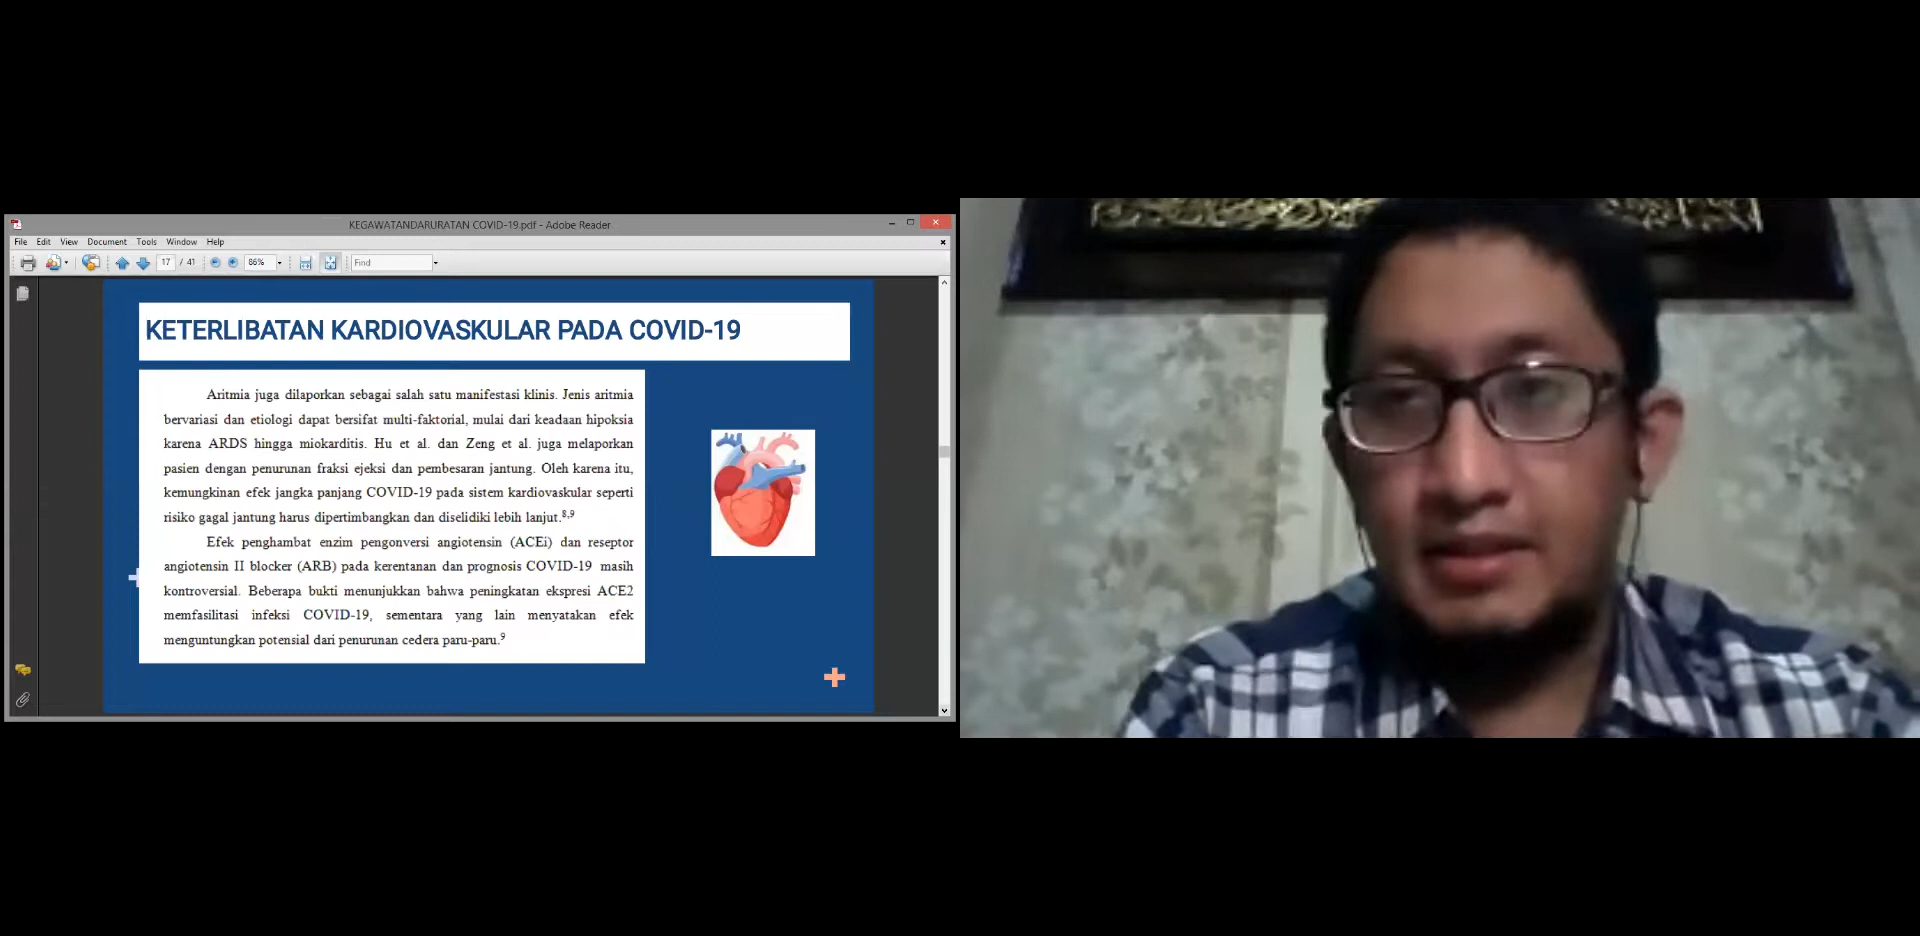 KEGAWATANDARURATAN COVID-19.pdf - Adobe Reader
File Edit View Document Tools Window Help
17 / 41 86% Find
KETERLIBATAN KARDIOVASKULAR PADA COVID-19
Aritmia juga dilaporkan sebagai salah satu manifestasi klinis. Jenis aritmia
bervariasi dan etiologi dapat bersifat multi-faktorial, mulai dari keadaan hipoksia
karena ARDS hingga miokarditis. Hu et al. dan Zeng et al. juga melaporkan
pasien dengan penurunan fraksi ejeksi dan pembesaran jantung. Oleh karena itu,
kemungkinan efek jangka panjang COVID-19 pada sistem kardiovaskular seperti
risiko gagal jantung harus dipertimbangkan dan diselidiki lebih lanjut.8,9
Efek penghambat enzim pengonversi angiotensin (ACEi) dan reseptor
angiotensin II blocker (ARB) pada kerentanan dan prognosis COVID-19 masih
kontroversial. Beberapa bukti menunjukkan bahwa peningkatan ekspresi ACE2
memfasilitasi infeksi COVID-19, sementara yang lain menyatakan efek
menguntungkan potensial dari penurunan cedera paru-paru.9